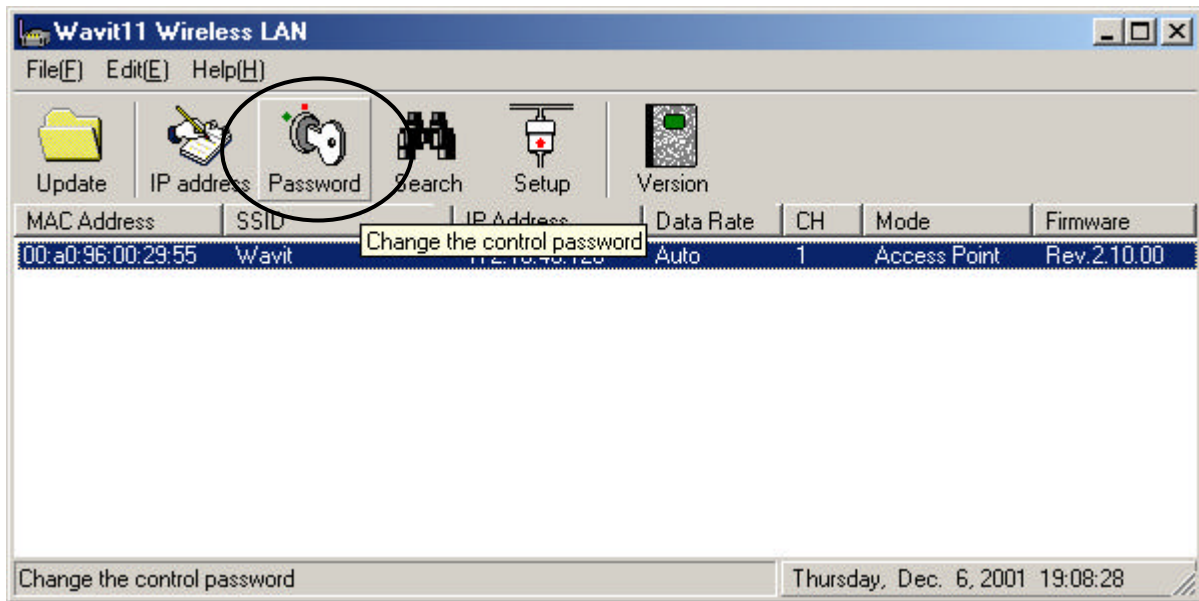 Wavit11 Wireless LAN
File(F) Edit(E) Help(H)
Update IP address Password Search Setup Version
MAC Address SSID IP Address Data Rate CH Mode Firmware
Change the control password
00:a0:96:00:29:55 Wavit Auto 1 Access Point Rev.2.10.00
Change the control password Thursday, Dec. 6, 2001 19:08:28